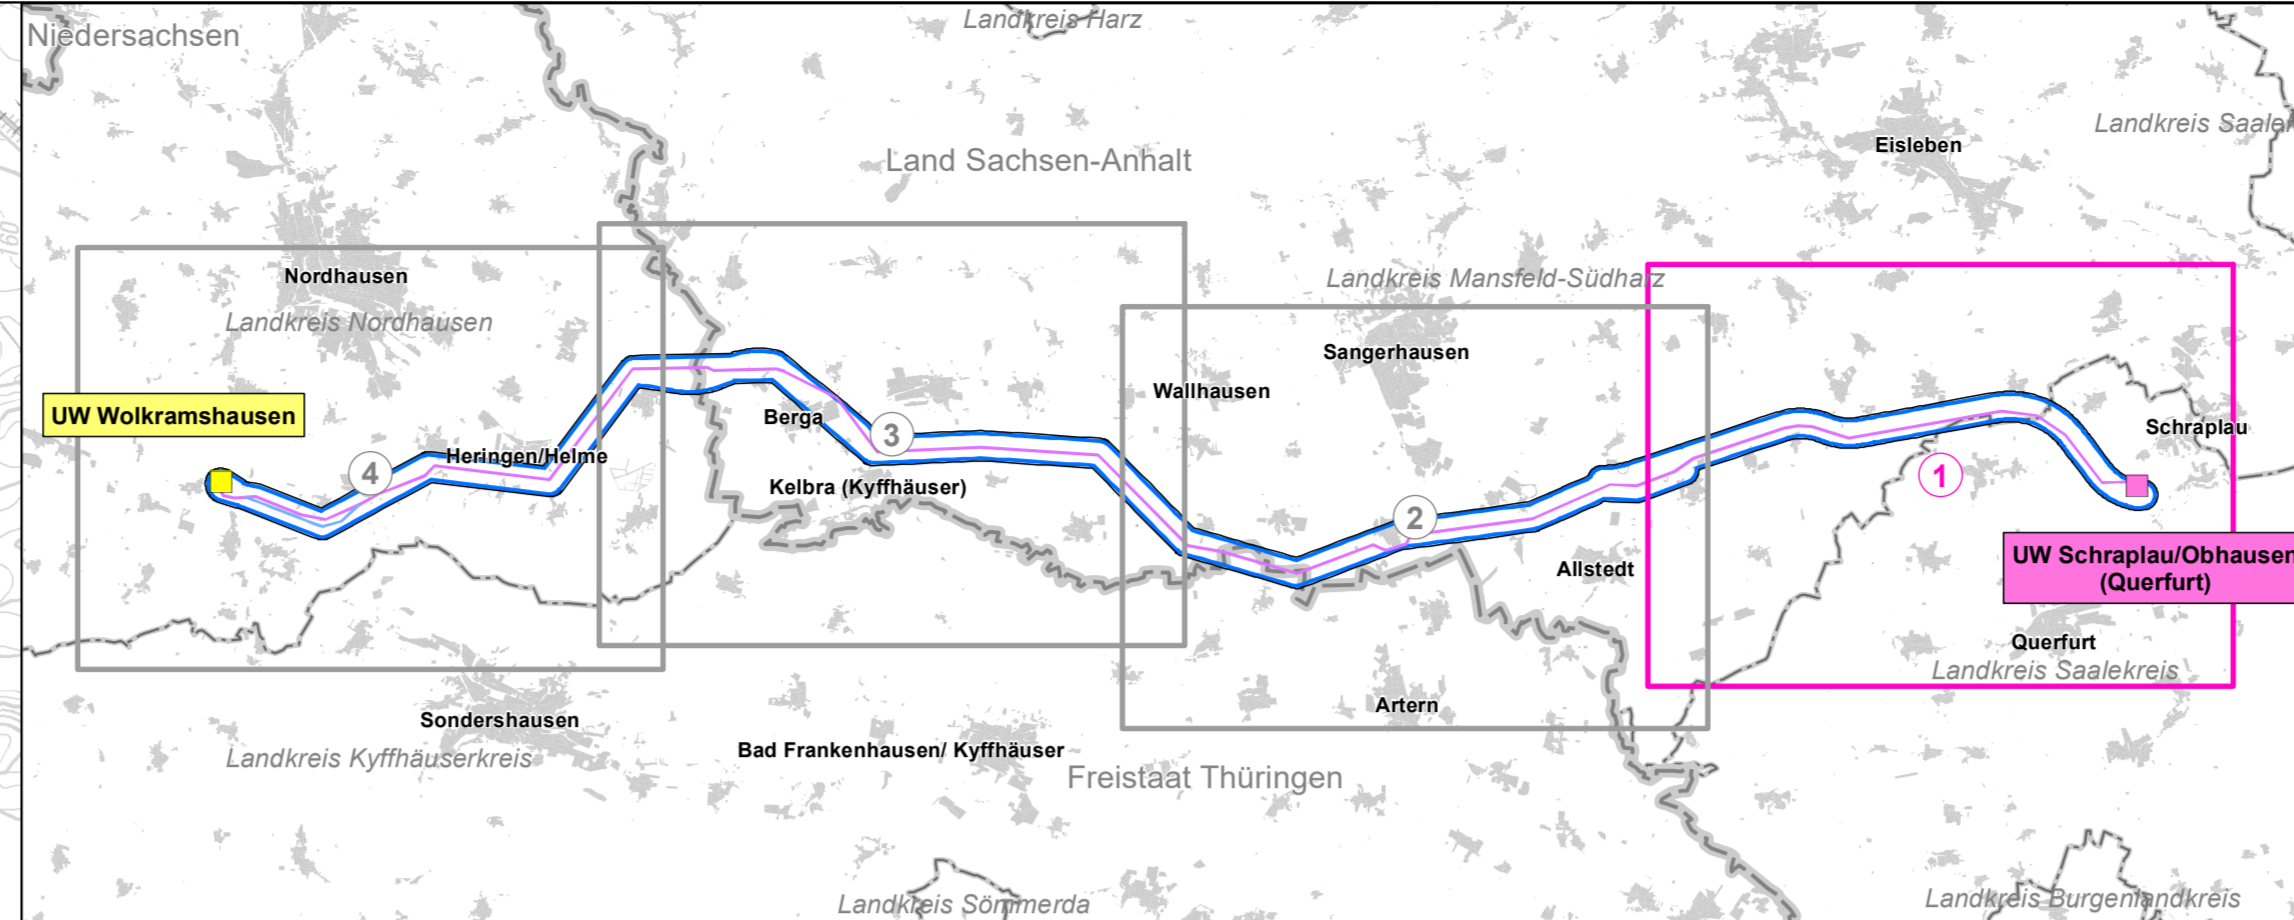 Niedersachsen
Landkreis Harz
Landkreis Saalek
Eisleben
Land Sachsen-Anhalt
160
Nordhausen
Landkreis Nordhausen
Landkreis Mansfeld-Südharz
Sangerhausen
Wallhausen
UW Wolkramshausen
Berga
3
Schraplau
Heringen/Helme
4
Kelbra (Kyffhäuser)
1
2
UW Schraplau/Obhausen
(Querfurt)
Allstedt
Querfurt
Landkreis Saalekreis
Artern
Sondershausen
Bad Frankenhausen/ Kyffhäuser
Landkreis Kyffhäuserkreis
Freistaat Thüringen
Landkreis Sömmerda
Landkreis Burgenlandkreis